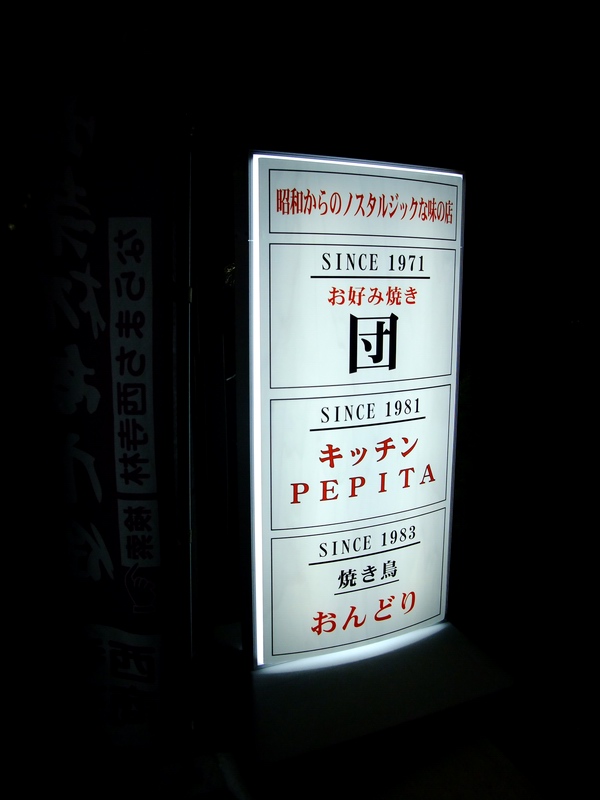 昭和からのノスタルジックな味の店
SINCE 1971
お好み焼き
団
SINCE 1981
キッチン
PEPITA
SINCE 1983
焼き鳥
おんどり